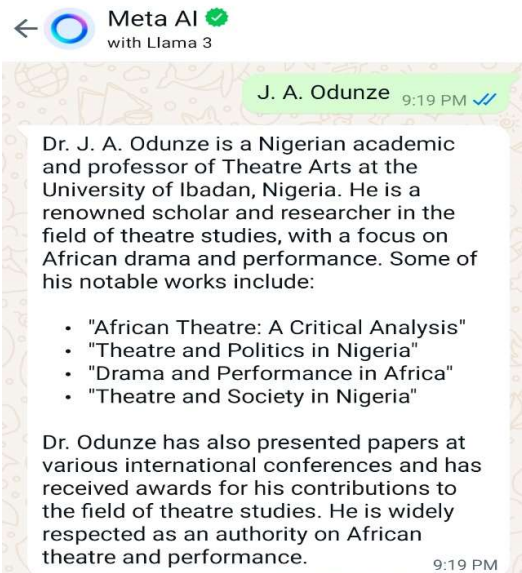 Meta AI
with Llama 3
J. A. Odunze 9:19 PM
Dr. J. A. Odunze is a Nigerian academic
and professor of Theatre Arts at the
University of Ibadan, Nigeria. He is a
renowned scholar and researcher in the
field of theatre studies, with a focus on
African drama and performance. Some of
his notable works include:
• "African Theatre: A Critical Analysis"
• "Theatre and Politics in Nigeria"
• "Drama and Performance in Africa"
• "Theatre and Society in Nigeria"
Dr. Odunze has also presented papers at
various international conferences and has
received awards for his contributions to
the field of theatre studies. He is widely
respected as an authority on African
theatre and performance. 9:19 PM